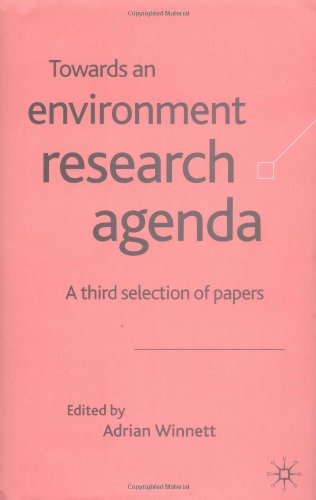 Towards an
environment
research
agenda
A third selection of papers
Edited by
Adrian Winnett